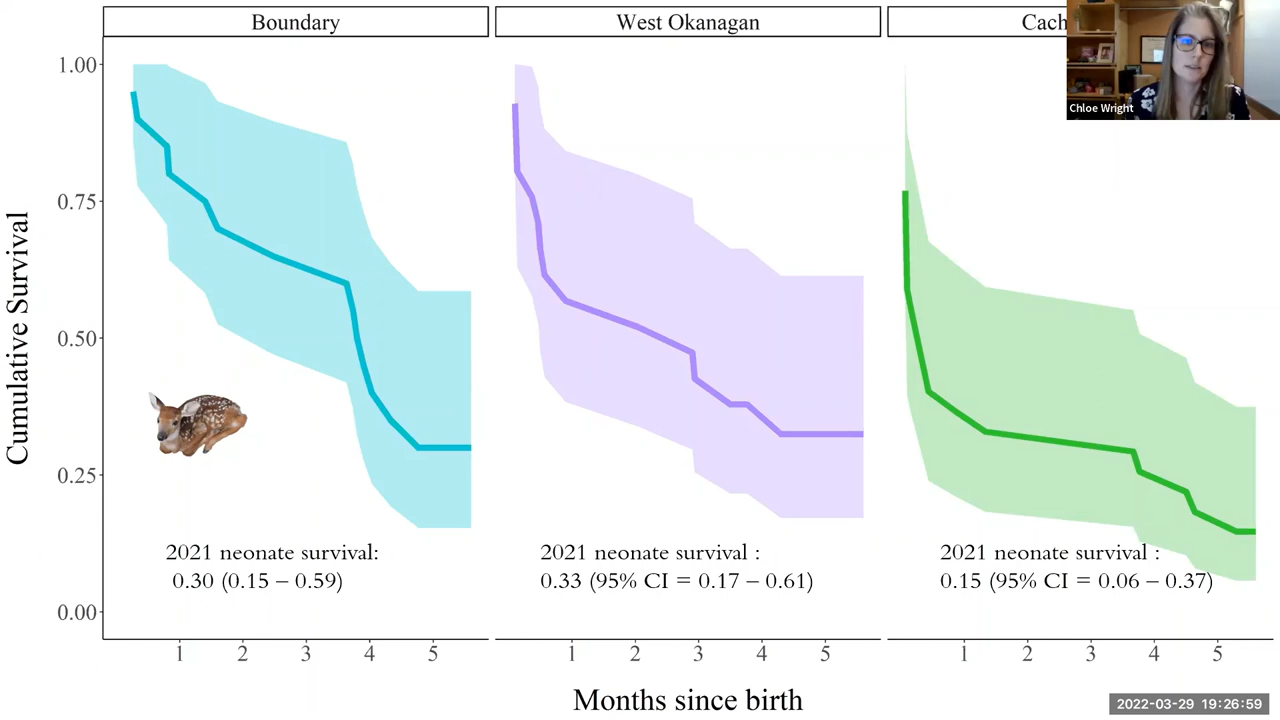 Boundary
West Okanagan
Cach
Chloe Wright
Cumulative Survival
1.00
0.75
0.50
0.25
0.00
2021 neonate survival:
0.30 (0.15 – 0.59)
2021 neonate survival :
0.33 (95% CI = 0.17 – 0.61)
2021 neonate survival :
0.15 (95% CI = 0.06 – 0.37)
1 2 3 4 5
1 2 3 4 5
1 2 3 4 5
Months since birth
2022-03-29 19:26:59